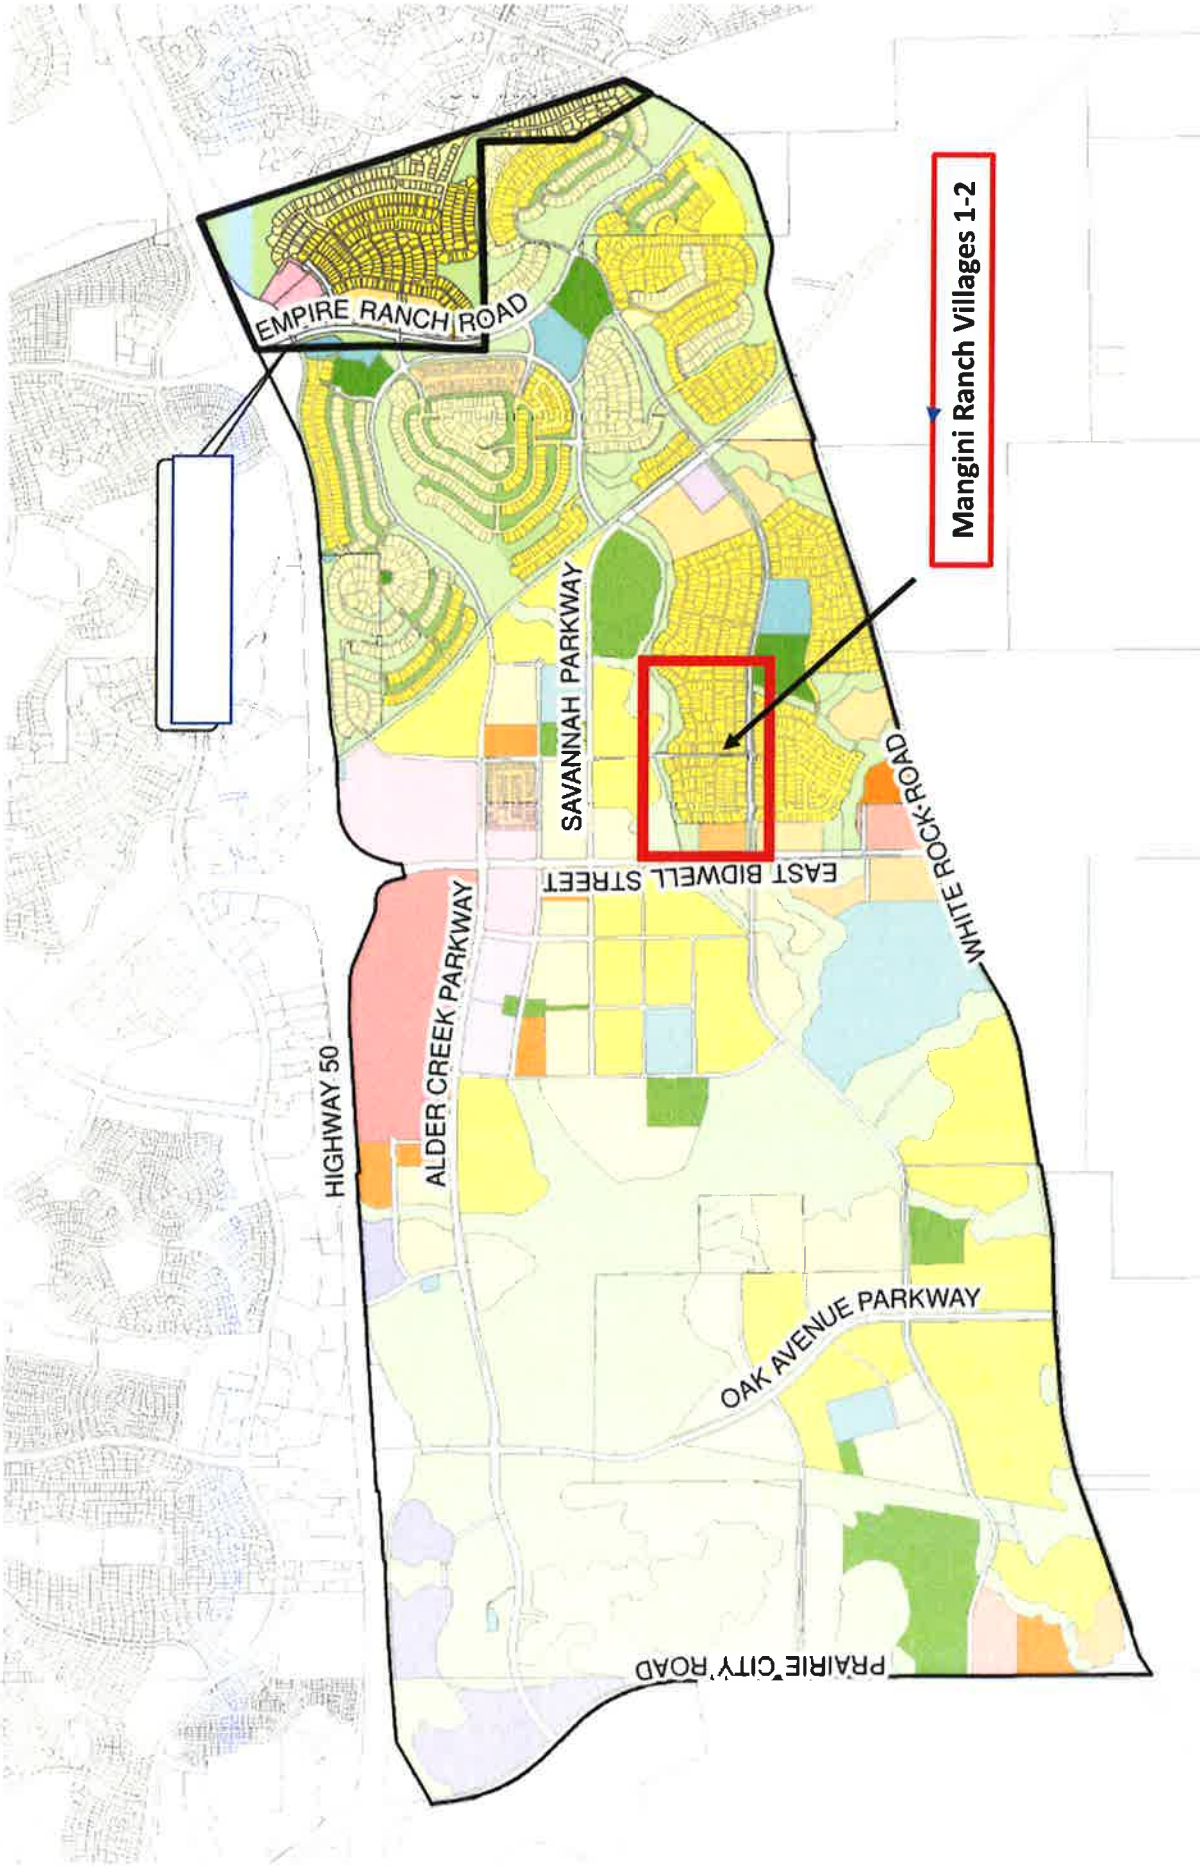 EMPIRE RANCH ROAD
Mangini Ranch Villages 1-2
SAVANNAH PARKWAY
EAST BIDWELL STREET
WHITE ROCK ROAD
ALDER CREEK PARKWAY
HIGHWAY 50
OAK AVENUE PARKWAY
PRAIRIE CITY ROAD